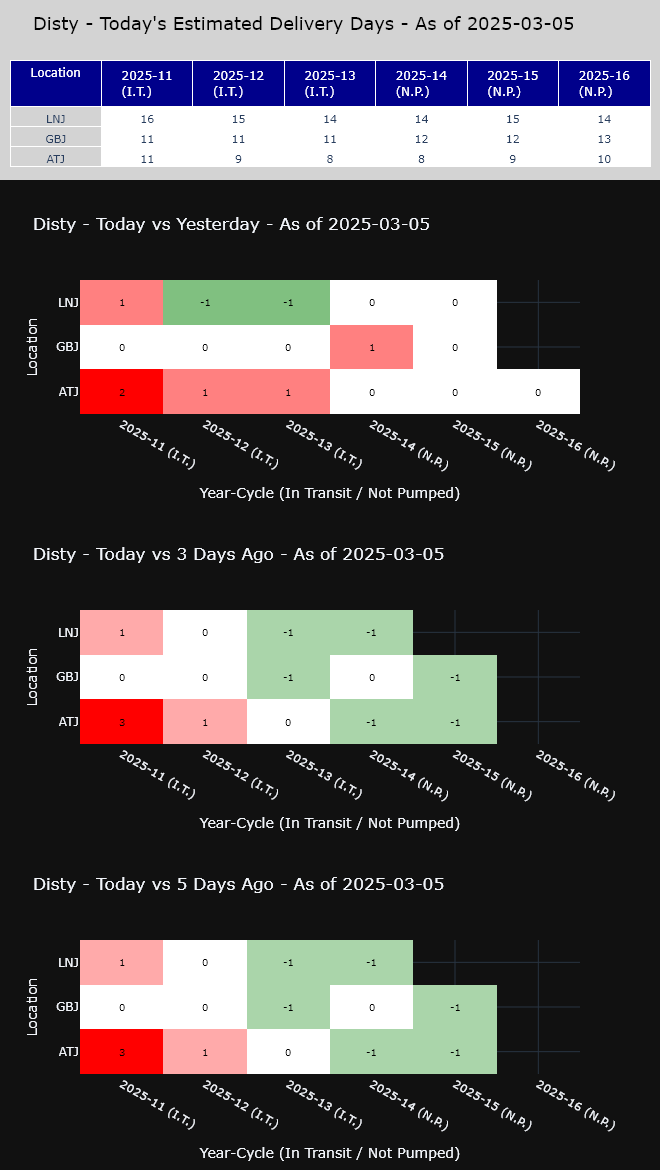 Disty - Today's Estimated Delivery Days - As of 2025-03-05
Location 2025-11 (I.T.) 2025-12 (I.T.) 2025-13 (I.T.) 2025-14 (N.P.) 2025-15 (N.P.) 2025-16 (N.P.)
LNJ 16 15 14 14 15 14
GBJ 11 11 11 12 12 13
ATJ 11 9 8 8 9 10
Disty - Today vs Yesterday - As of 2025-03-05
Location
LNJ 1 -1 -1 0 0
GBJ 0 0 0 1 0
ATJ 2 1 1 0 0 0
2025-11 (I.T.) 2025-12 (I.T.) 2025-13 (I.T.) 2025-14 (N.P.) 2025-15 (N.P.) 2025-16 (N.P.)
Year-Cycle (In Transit / Not Pumped)
Disty - Today vs 3 Days Ago - As of 2025-03-05
Location
LNJ 1 0 -1 -1
GBJ 0 0 -1 0 -1
ATJ 3 1 0 -1 -1
2025-11 (I.T.) 2025-12 (I.T.) 2025-13 (I.T.) 2025-14 (N.P.) 2025-15 (N.P.) 2025-16 (N.P.)
Year-Cycle (In Transit / Not Pumped)
Disty - Today vs 5 Days Ago - As of 2025-03-05
Location
LNJ 1 0 -1 -1
GBJ 0 0 -1 0 -1
ATJ 3 1 0 -1 -1
2025-11 (I.T.) 2025-12 (I.T.) 2025-13 (I.T.) 2025-14 (N.P.) 2025-15 (N.P.) 2025-16 (N.P.)
Year-Cycle (In Transit / Not Pumped)